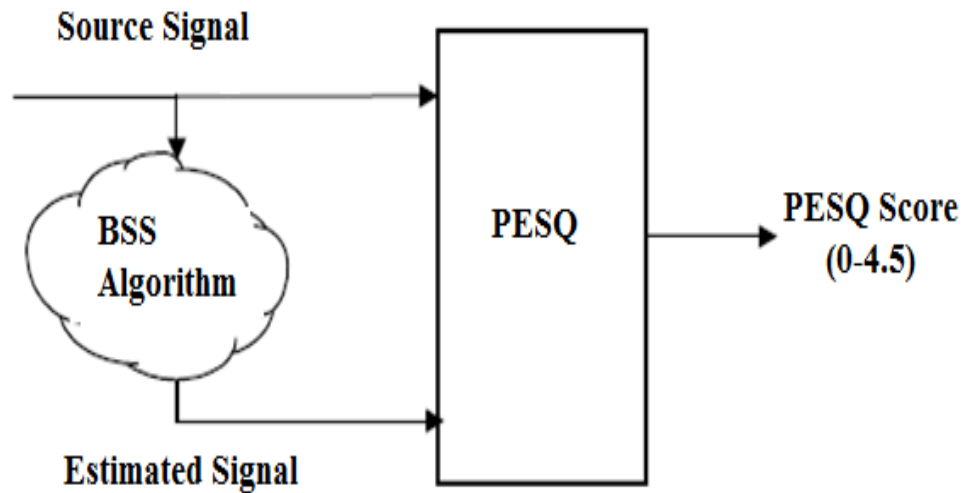 Source Signal
BSS
Algorithm
PESQ
PESQ Score
(0-4.5)
Estimated Signal